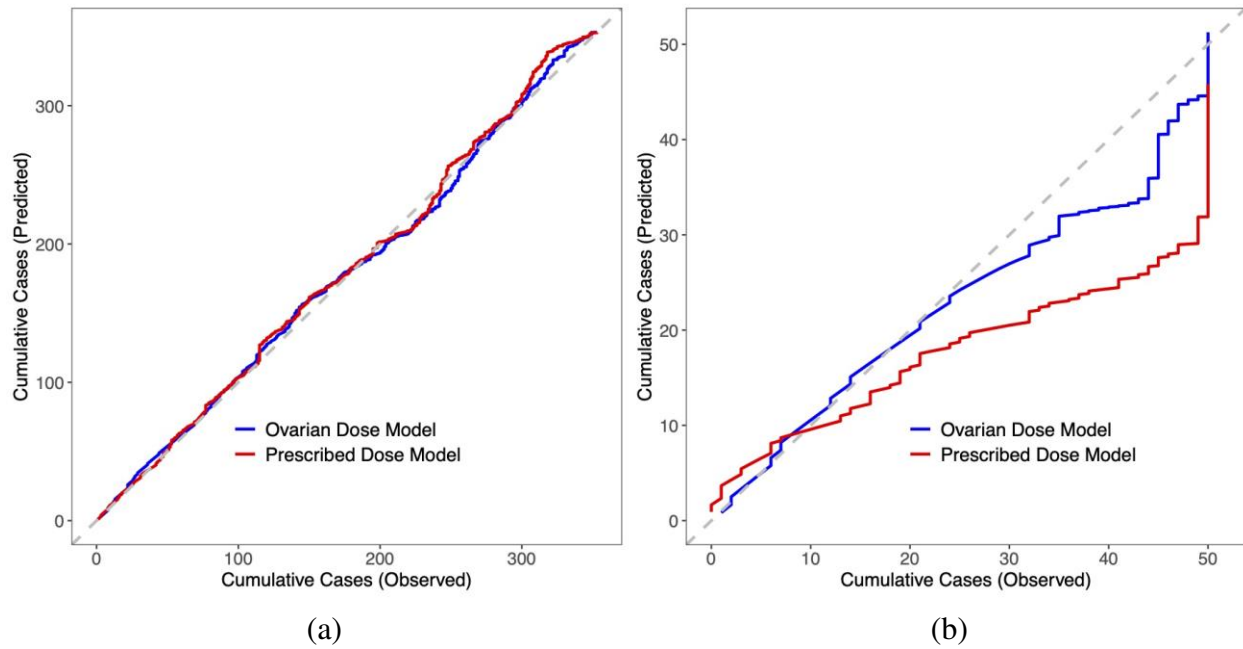 Cumulative Cases (Predicted)
300
200
100
0
Ovarian Dose Model
Prescribed Dose Model
0 100 200 300
Cumulative Cases (Observed)
(a)
Cumulative Cases (Predicted)
50
40
30
20
10
0
Ovarian Dose Model
Prescribed Dose Model
0 10 20 30 40 50
Cumulative Cases (Observed)
(b)